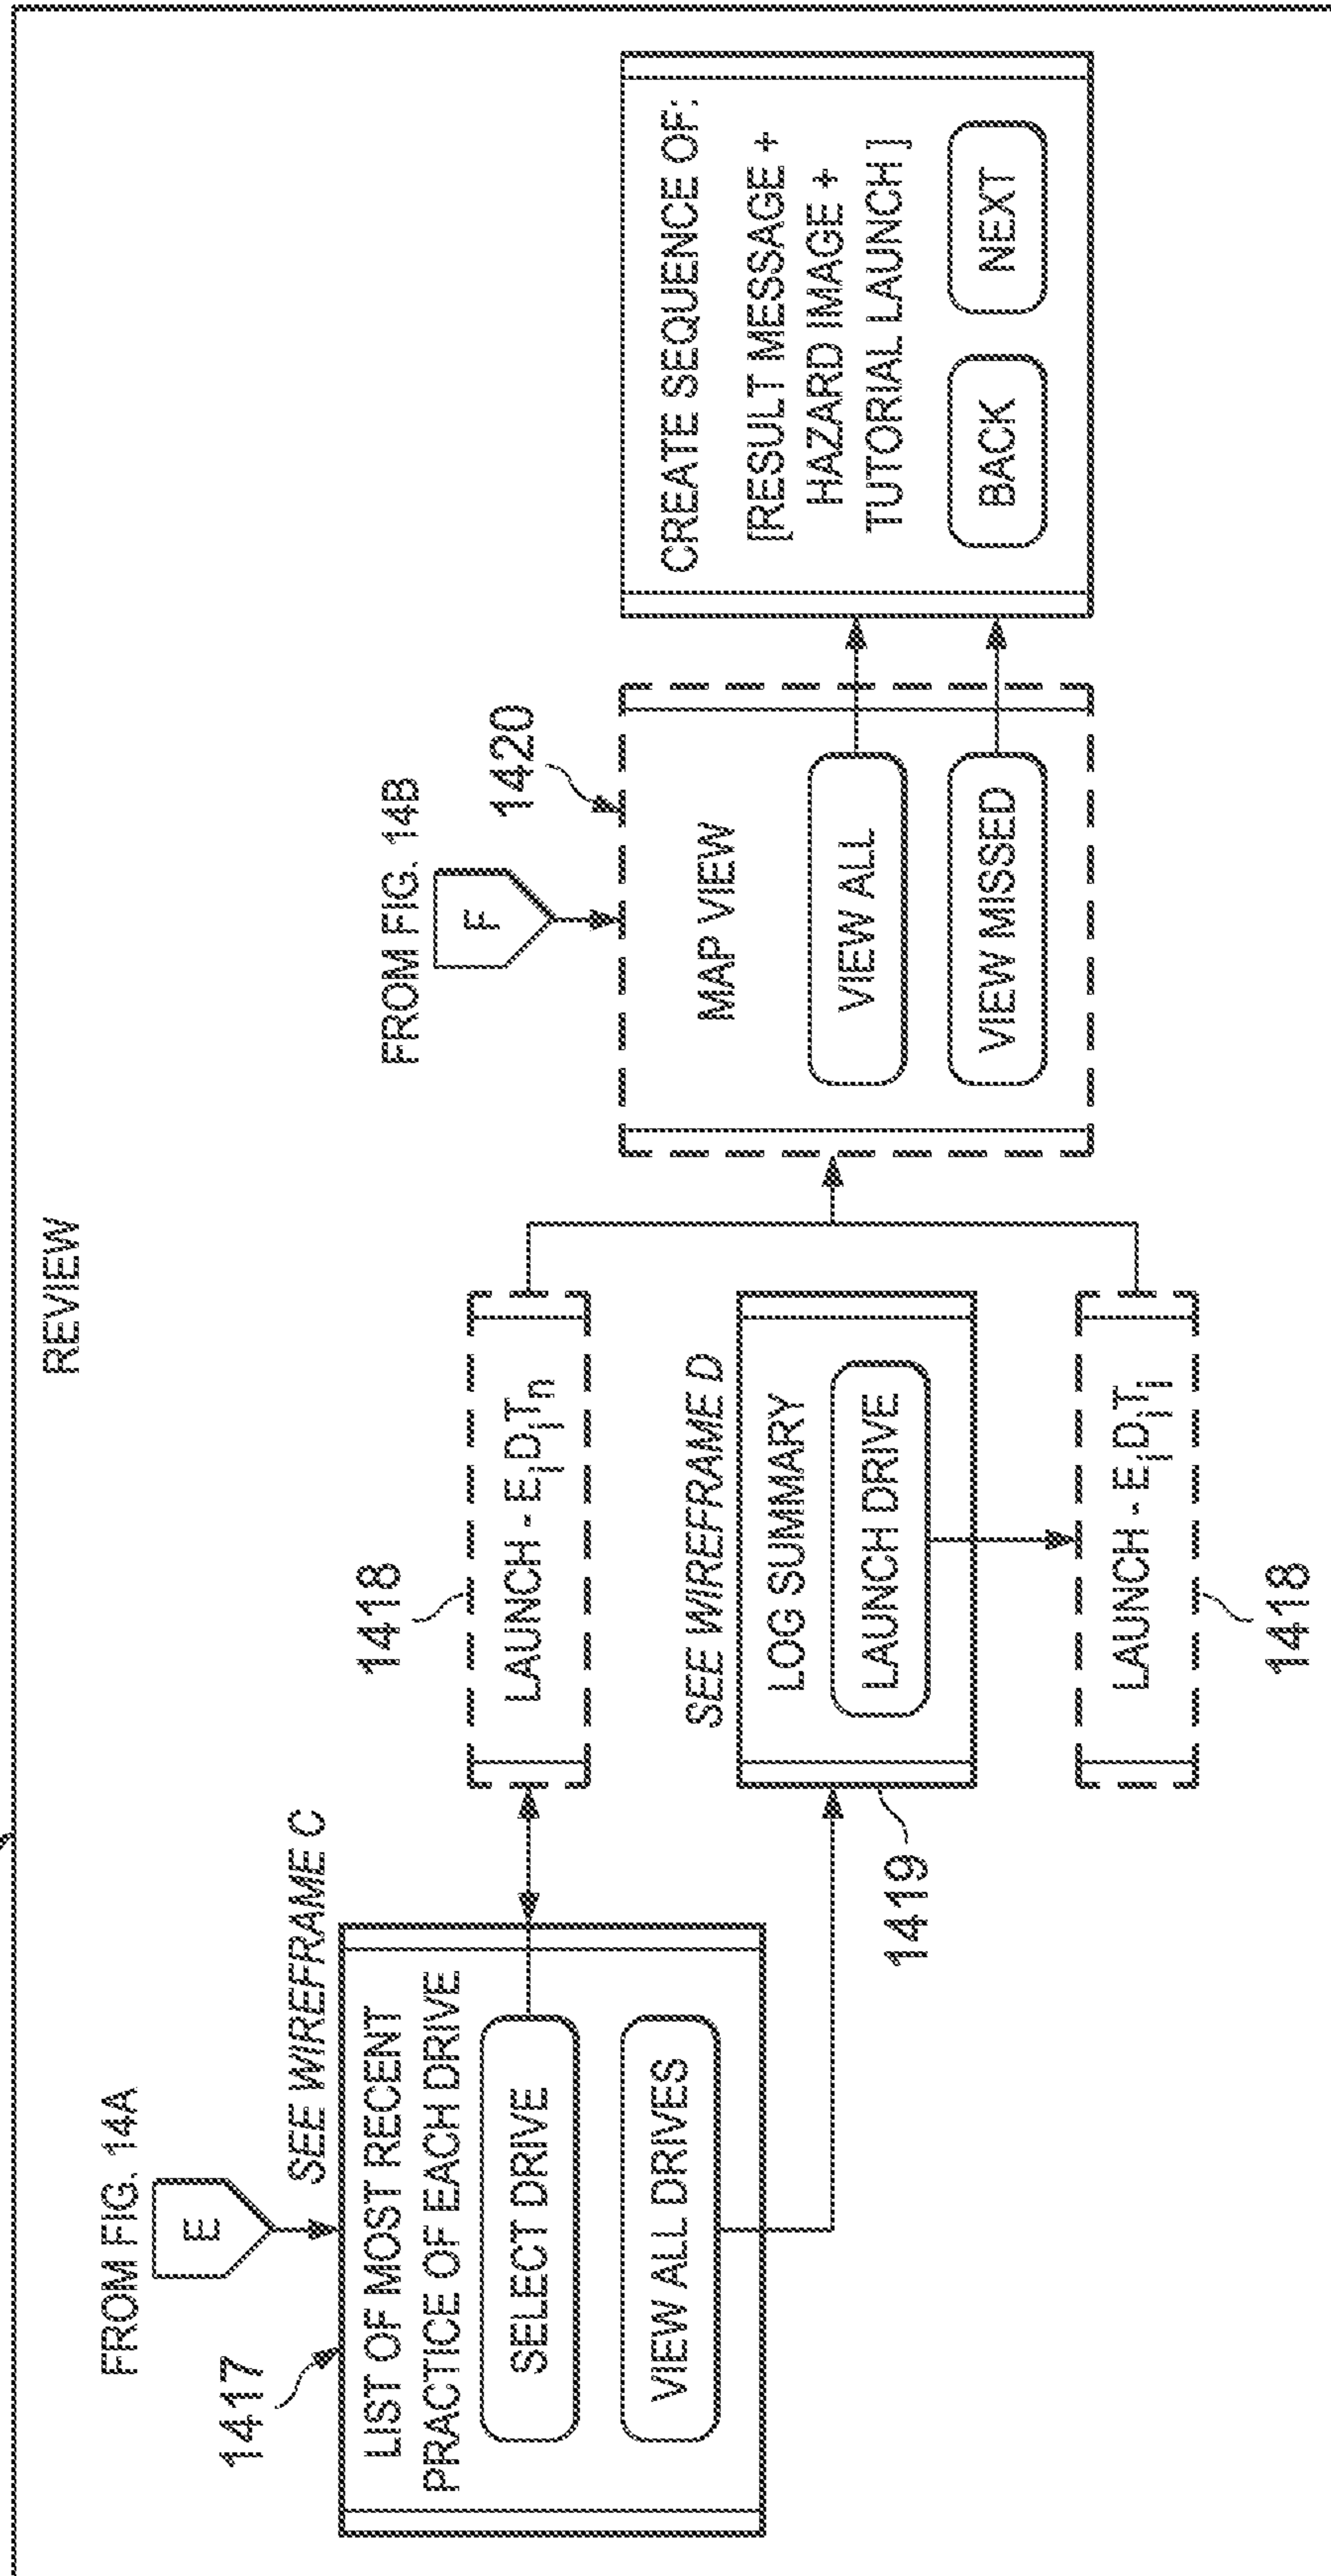 REVIEW
FROM FIG. 14A
E
1417
SEE WIREFRAME C
LIST OF MOST RECENT
PRACTICE OF EACH DRIVE
SELECT DRIVE
VIEW ALL DRIVES
1418
LAUNCH - EᵢDᵢTₙ
SEE WIREFRAME D
LOG SUMMARY
LAUNCH DRIVE
1419
LAUNCH - EᵢDᵢTᵢ
1418
FROM FIG. 14B
F
1420
MAP VIEW
VIEW ALL
VIEW MISSED
CREATE SEQUENCE OF:
[RESULT MESSAGE +
HAZARD IMAGE +
TUTORIAL LAUNCH ]
BACK
NEXT